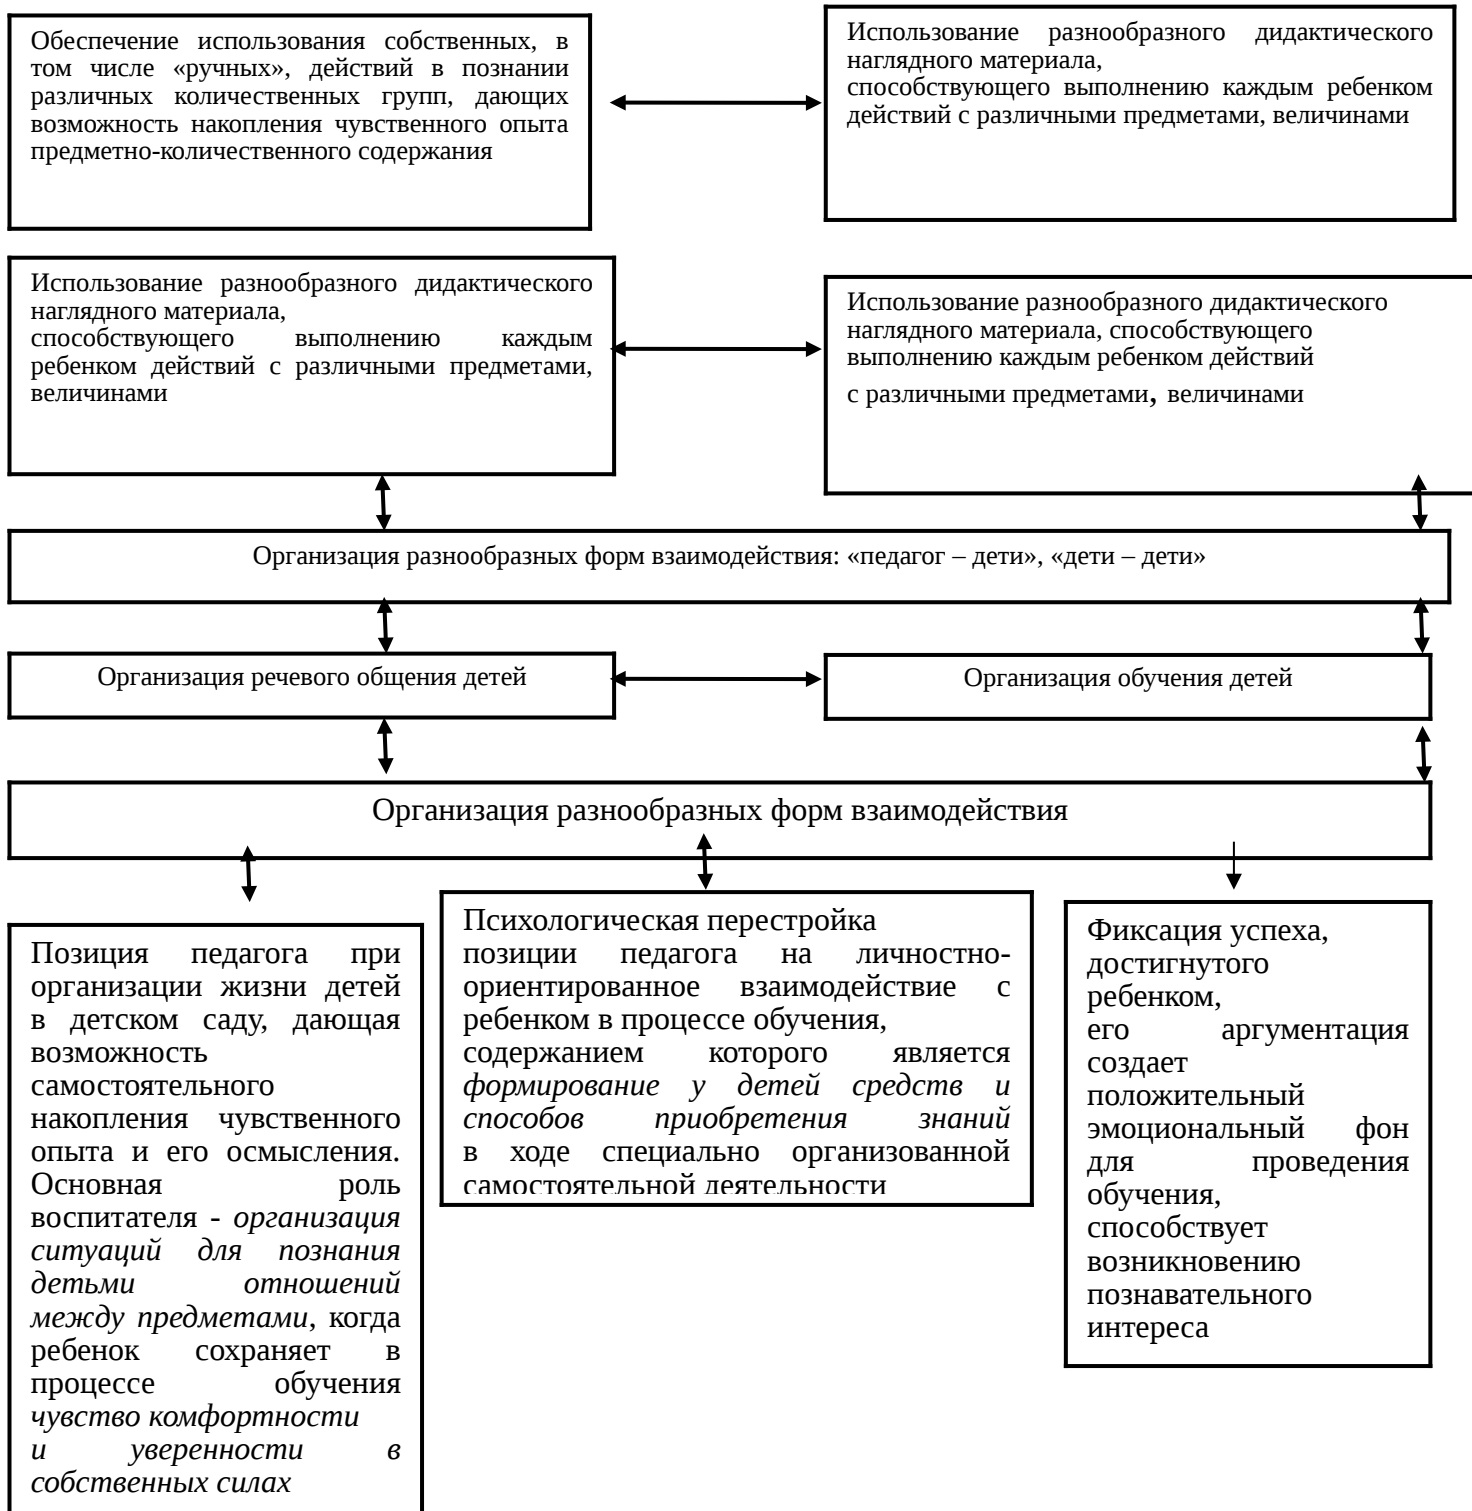 Обеспечение использования собственных, в
том числе «ручных», действий в познании
различных количественных групп, дающих
возможность накопления чувственного опыта
предметно-количественного содержания
Использование разнообразного дидактического
наглядного материала,
способствующего выполнению каждым ребенком
действий с различными предметами, величинами
Использование разнообразного дидактического
наглядного материала,
способствующего выполнению каждым
ребенком действий с различными предметами,
величинами
Использование разнообразного дидактического
наглядного материала, способствующего
выполнению каждым ребенком действий
с различными предметами, величинами
Организация разнообразных форм взаимодействия: «педагог – дети», «дети – дети»
Организация речевого общения детей
Организация обучения детей
Организация разнообразных форм взаимодействия
Позиция педагога при
организации жизни детей
в детском саду, дающая
возможность
самостоятельного
накопления чувственного
опыта и его осмысления.
Основная роль
воспитателя - организация
ситуаций для познания
детьми отношений
между предметами, когда
ребенок сохраняет в
процессе обучения
чувство комфортности
и уверенности в
собственных силах
Психологическая перестройка
позиции педагога на личностно-
ориентированное взаимодействие с
ребенком в процессе обучения,
содержанием которого является
формирование у детей средств и
способов приобретения знаний
в ходе специально организованной
самостоятельной деятельности
Фиксация успеха,
достигнутого
ребенком,
его аргументация
создает
положительный
эмоциональный фон
для проведения
обучения,
способствует
возникновению
познавательного
интереса